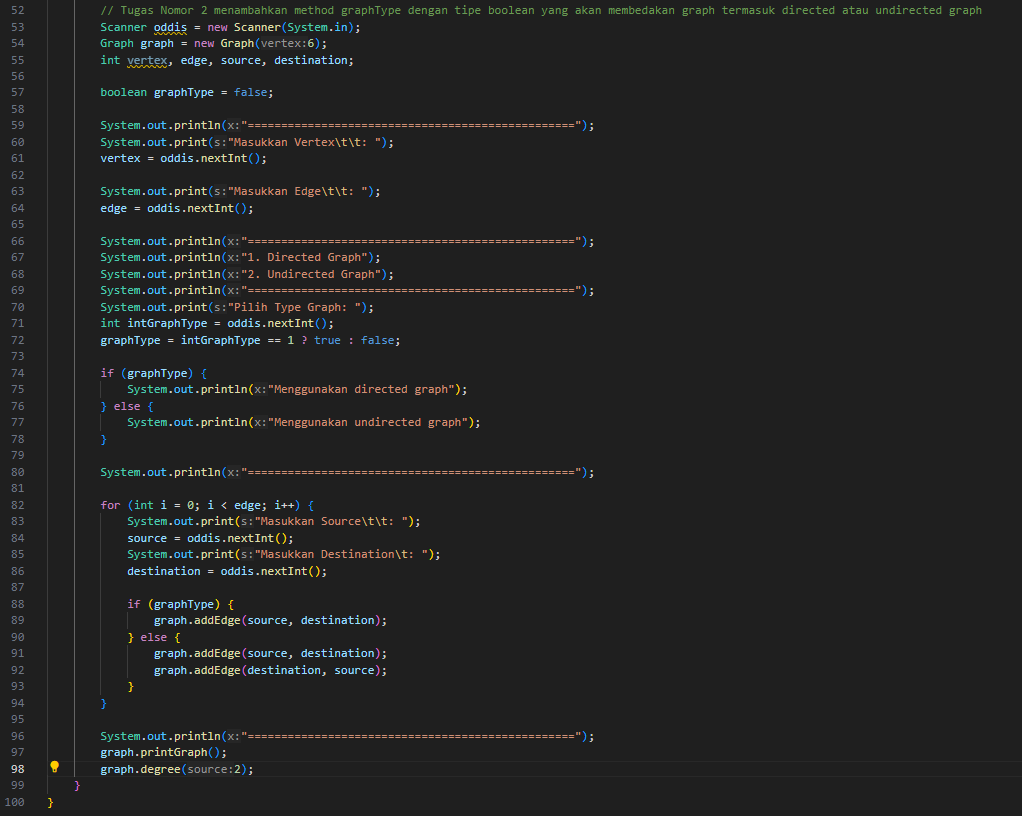 52 // Tugas Nomor 2 menambahkan method graphType dengan tipe boolean yang akan membedakan graph termasuk directed atau undirected graph
53 Scanner oddis = new Scanner(System.in);
54 Graph graph = new Graph(vertex:6);
55 int vertex, edge, source, destination;
56
57 boolean graphType = false;
58
59 System.out.println(x:"=================================================");
60 System.out.print(s:"Masukkan Vertex\t\t: ");
61 vertex = oddis.nextInt();
62
63 System.out.print(s:"Masukkan Edge\t\t: ");
64 edge = oddis.nextInt();
65
66 System.out.println(x:"=================================================");
67 System.out.println(x:"1. Directed Graph");
68 System.out.println(x:"2. Undirected Graph");
69 System.out.println(x:"=================================================");
70 System.out.print(s:"Pilih Type Graph: ");
71 int intGraphType = oddis.nextInt();
72 graphType = intGraphType == 1 ? true : false;
73
74 if (graphType) {
75 System.out.println(x:"Menggunakan directed graph");
76 } else {
77 System.out.println(x:"Menggunakan undirected graph");
78 }
79
80 System.out.println(x:"=================================================");
81
82 for (int i = 0; i < edge; i++) {
83 System.out.print(s:"Masukkan Source\t\t: ");
84 source = oddis.nextInt();
85 System.out.print(s:"Masukkan Destination\t: ");
86 destination = oddis.nextInt();
87
88 if (graphType) {
89 graph.addEdge(source, destination);
90 } else {
91 graph.addEdge(source, destination);
92 graph.addEdge(destination, source);
93 }
94 }
95
96 System.out.println(x:"=================================================");
97 graph.printGraph();
98 graph.degree(source:2);
99 }
100 }